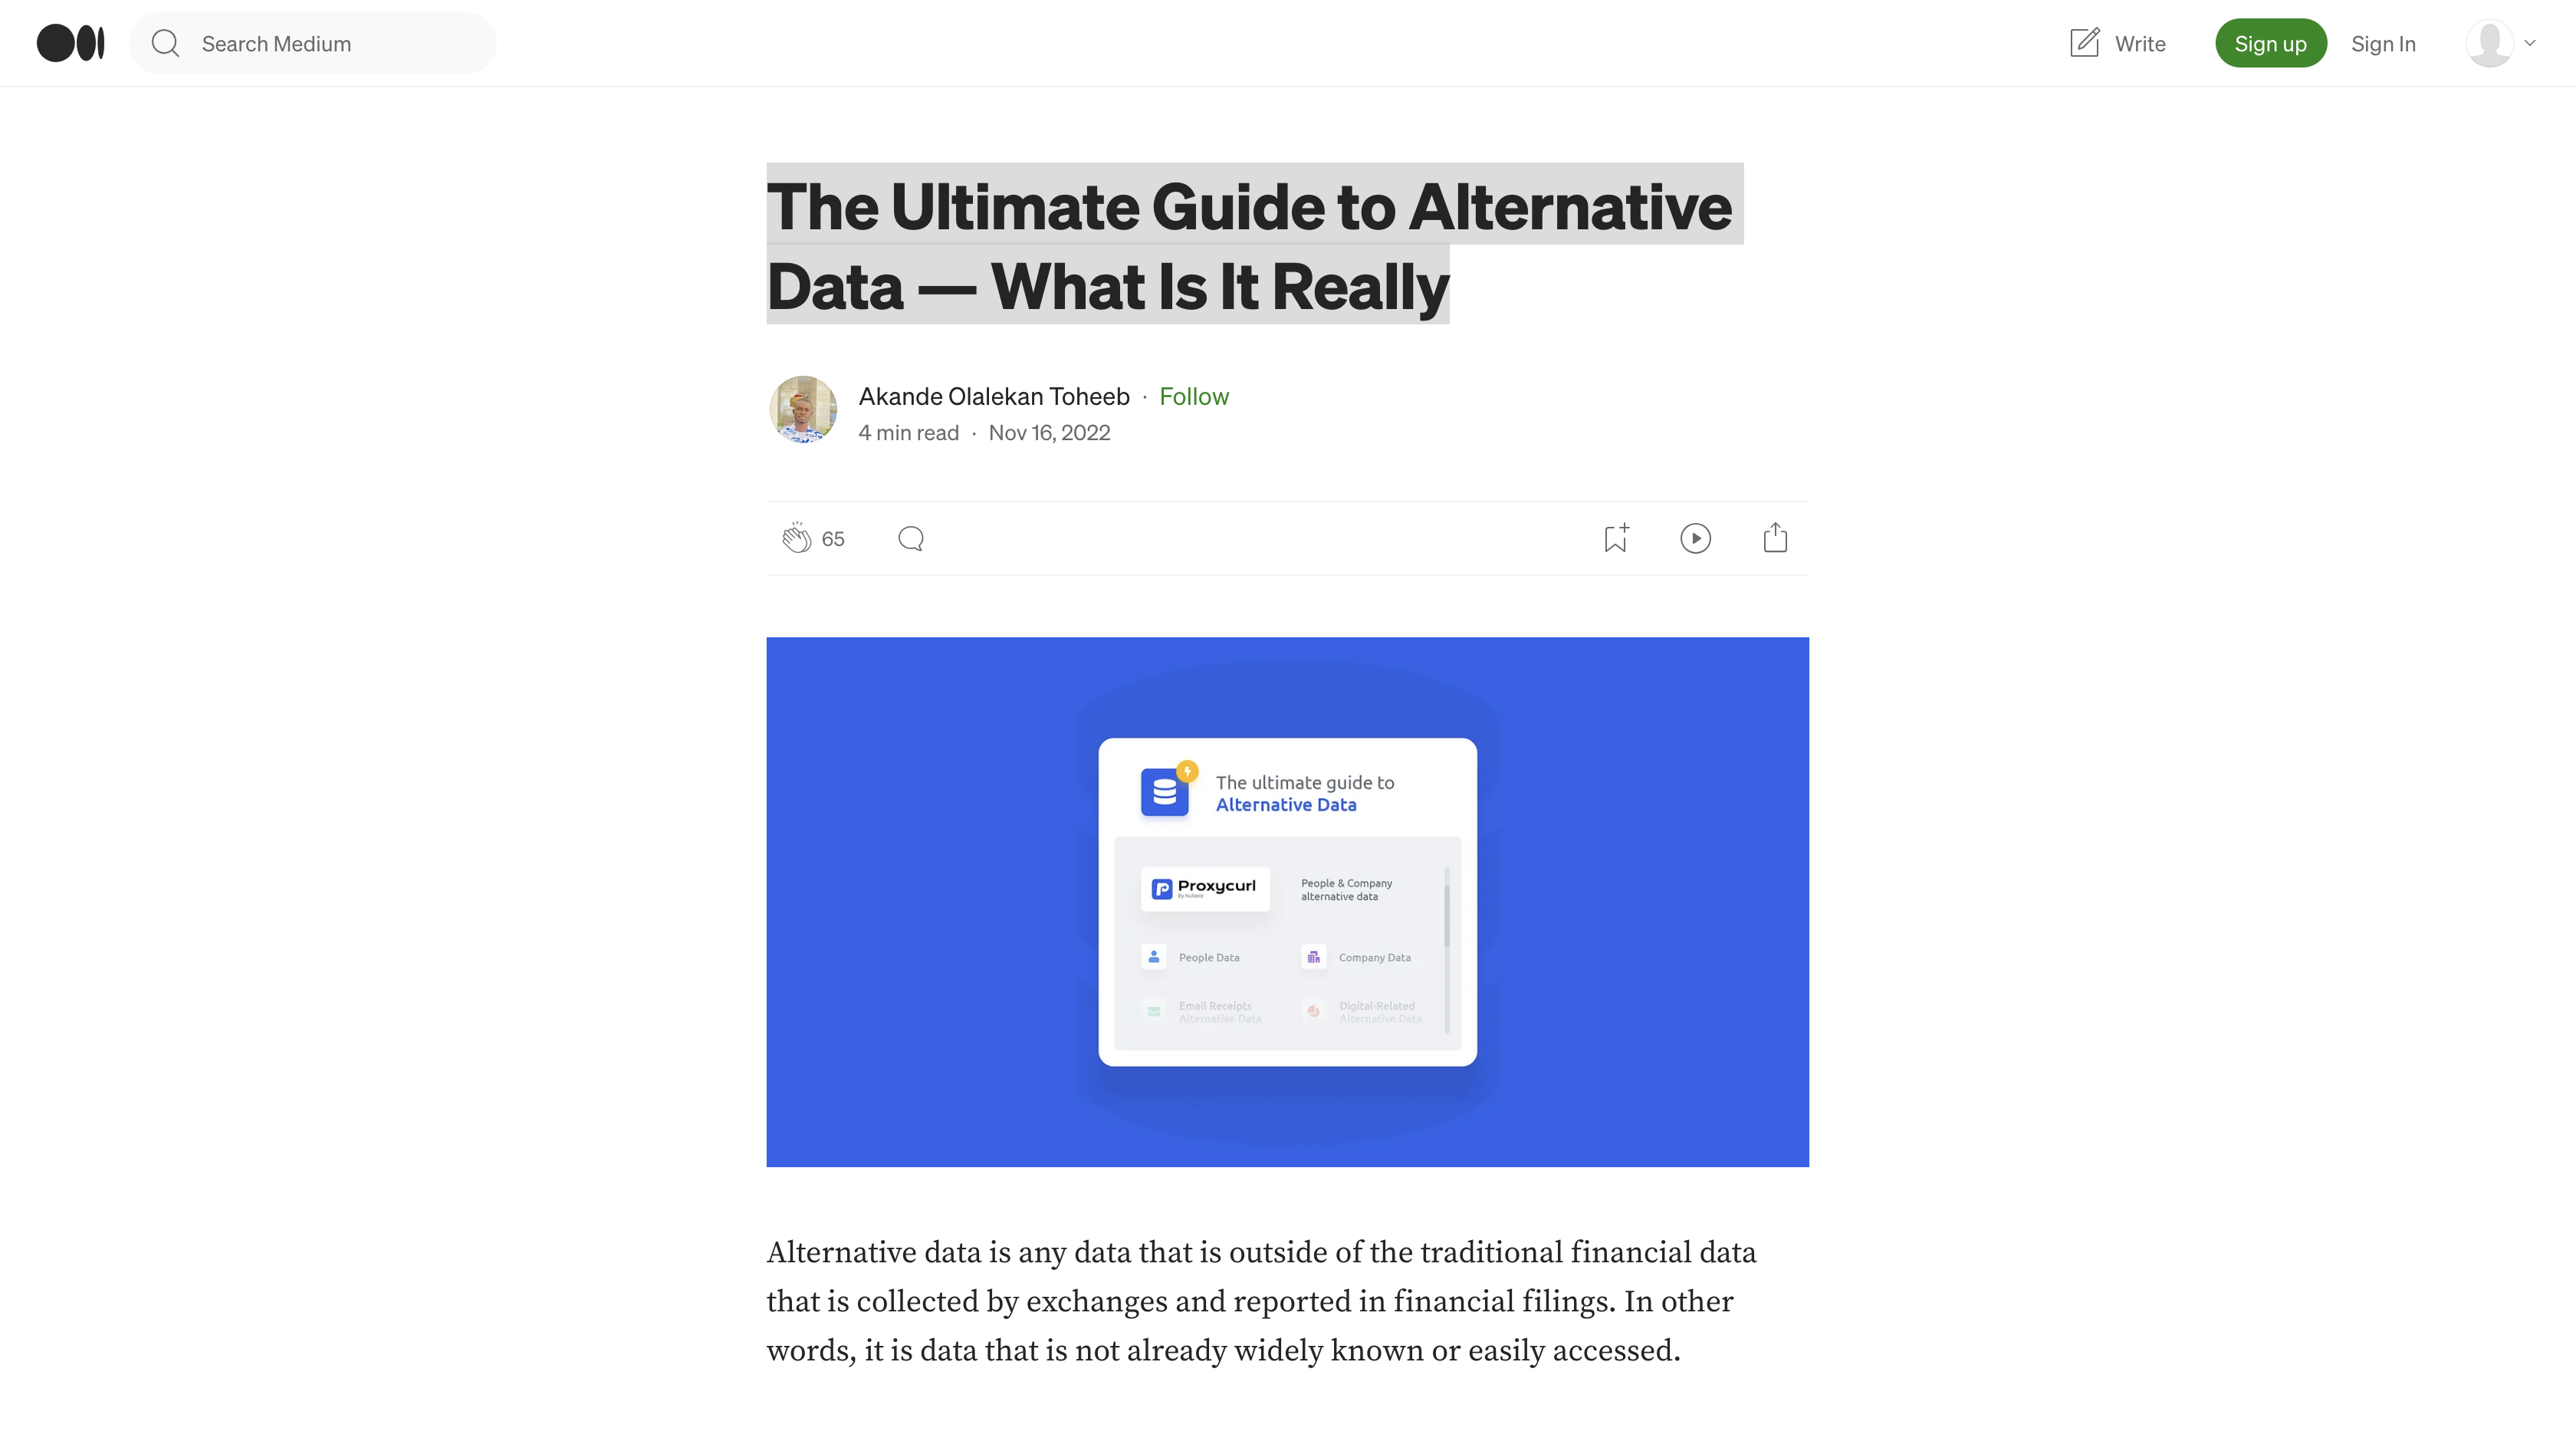 Search Medium
Write
Sign up
Sign In
The Ultimate Guide to Alternative
Data — What Is It Really
Akande Olalekan Toheeb · Follow
4 min read · Nov 16, 2022
65
The ultimate guide to
Alternative Data
Proxycurl
By Nubela
People & Company
alternative data
People Data
Company Data
Email Receipts
Alternative Data
Digital-Related
Alternative Data
Alternative data is any data that is outside of the traditional financial data
that is collected by exchanges and reported in financial filings. In other
words, it is data that is not already widely known or easily accessed.